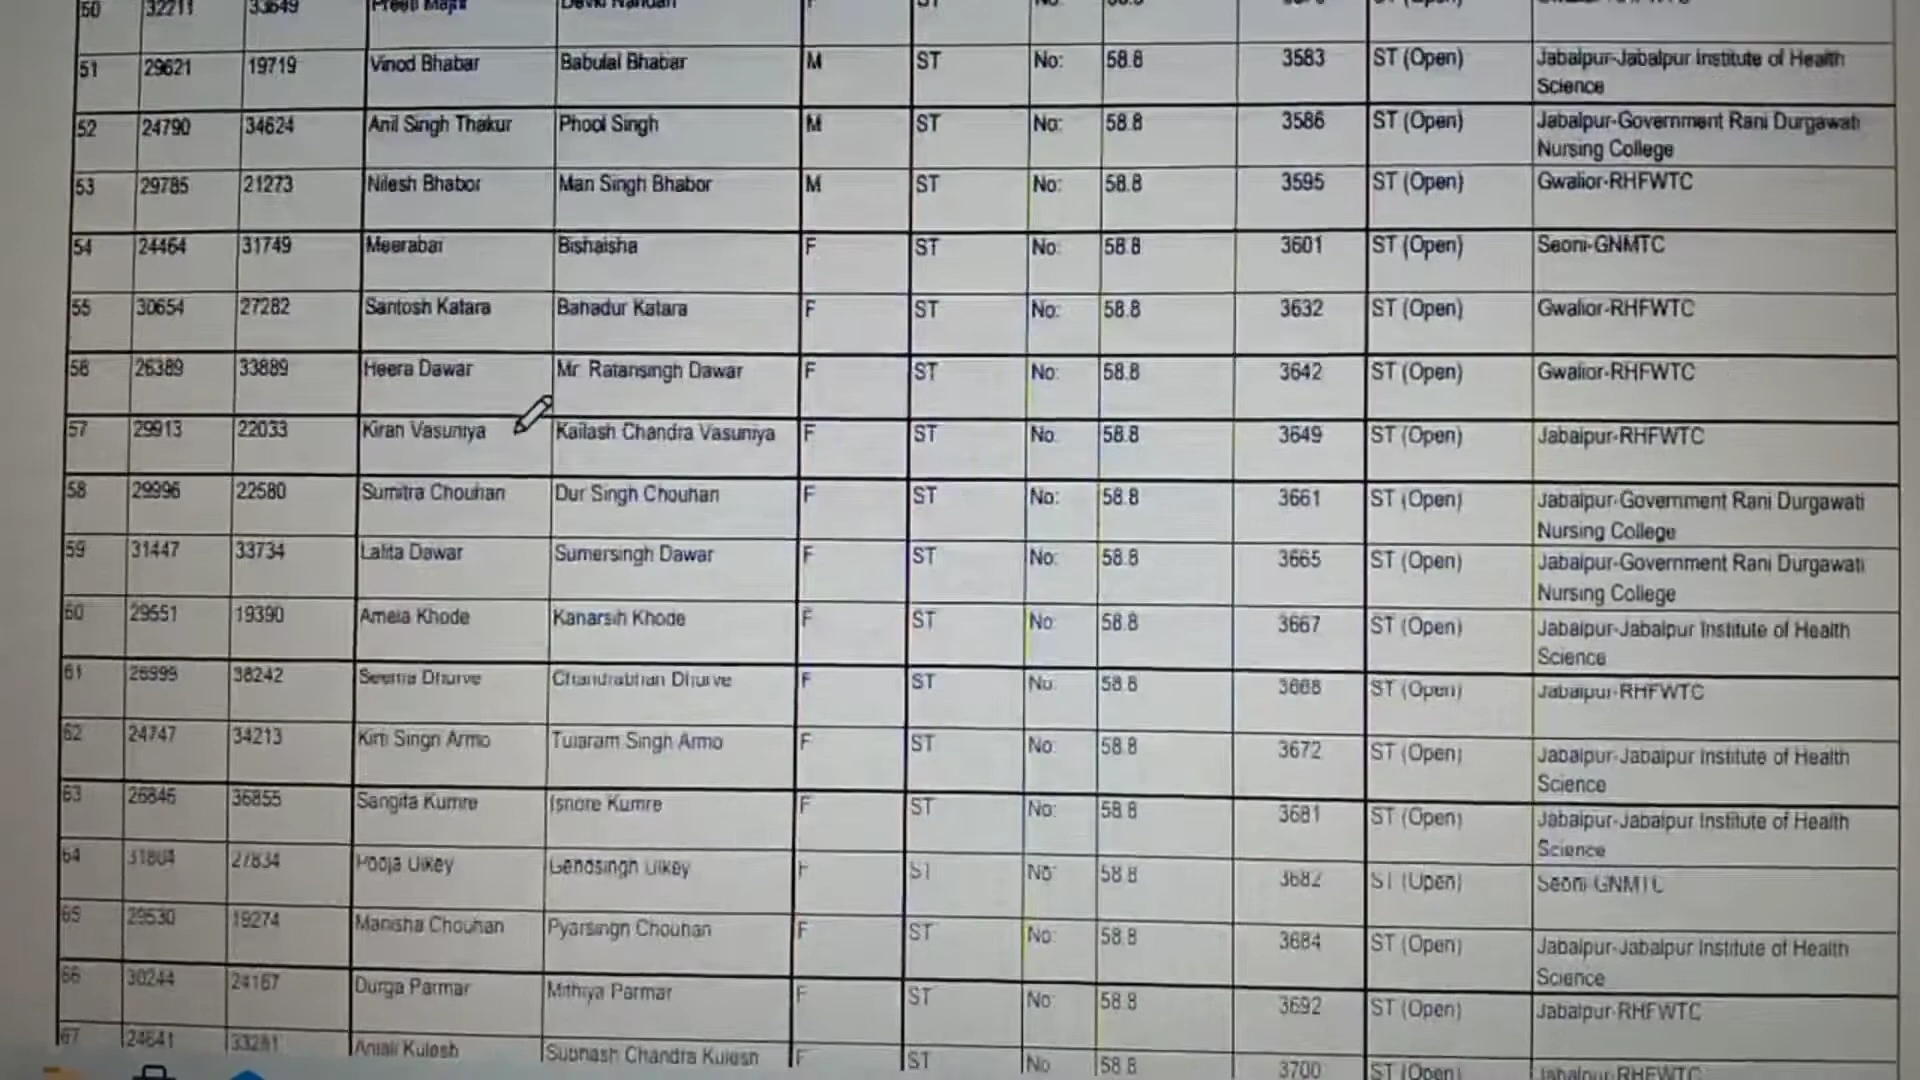 50 32211 33649 Preeti Majhi Devki Nandan F ST No:
51 29621 19719 Vinod Bhabar Babulal Bhabar M ST No: 58.8 3583 ST (Open) Jabalpur-Jabalpur Institute of Health
Science
52 24790 34624 Anil Singh Thakur Phool Singh M ST No: 58.8 3586 ST (Open) Jabalpur-Government Rani Durgawati
Nursing College
53 29785 21273 Nilesh Bhabor Man Singh Bhabor M ST No: 58.8 3595 ST (Open) Gwalior-RHFWTC
54 24464 31749 Meerabai Bishaisha F ST No: 58.8 3601 ST (Open) Seoni-GNMTC
55 30654 27282 Santosh Katara Bahadur Katara F ST No: 58.8 3632 ST (Open) Gwalior-RHFWTC
56 26389 33889 Heera Dawar Mr. Ratansingh Dawar F ST No: 58.8 3642 ST (Open) Gwalior-RHFWTC
57 29913 22033 Kiran Vasuniya Kailash Chandra Vasuniya F ST No: 58.8 3649 ST (Open) Jabalpur-RHFWTC
58 29996 22580 Sumitra Chouhan Dur Singh Chouhan F ST No: 58.8 3661 ST (Open) Jabalpur-Government Rani Durgawati
Nursing College
59 31447 33734 Lalita Dawar Sumersingh Dawar F ST No: 58.8 3665 ST (Open) Jabalpur-Government Rani Durgawati
Nursing College
60 29551 19390 Amela Khode Kanarsih Khode F ST No: 58.8 3667 ST (Open) Jabalpur-Jabalpur Institute of Health
Science
61 26999 38242 Seema Dhurve Chandrabhan Dhurve F ST No: 58.8 3668 ST (Open) Jabalpur-RHFWTC
62 24747 34213 Kirti Singh Armo Tularam Singh Armo F ST No: 58.8 3672 ST (Open) Jabalpur-Jabalpur Institute of Health
Science
63 26846 36855 Sangita Kumre Ishore Kumre F ST No: 58.8 3681 ST (Open) Jabalpur-Jabalpur Institute of Health
Science
64 31804 27834 Pooja Uikey Gendsingh Uikey F ST No: 58.8 3682 ST (Open) Seoni-GNMTC
65 29530 19274 Manisha Chouhan Pyarsingh Chouhan F ST No: 58.8 3684 ST (Open) Jabalpur-Jabalpur Institute of Health
Science
66 30244 24167 Durga Parmar Mithiya Parmar F ST No: 58.8 3692 ST (Open) Jabalpur-RHFWTC
67 24641 33281 Anjali Kulesh Subhash Chandra Kulesh F ST No: 58.8 3700 ST (Open) Jabalpur-RHFWTC